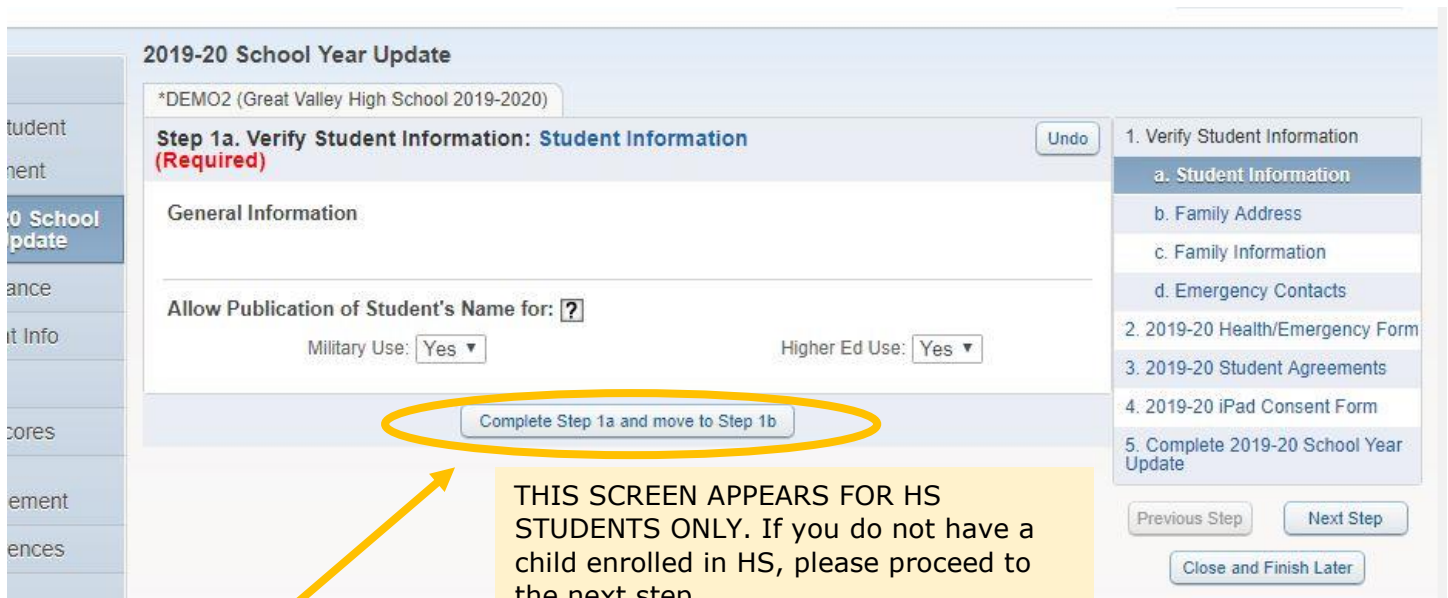 2019-20 School Year Update
*DEMO2 (Great Valley High School 2019-2020)
Step 1a. Verify Student Information: Student Information
(Required)
Undo
General Information
Allow Publication of Student's Name for: ?
Military Use: Yes
Higher Ed Use: Yes
Complete Step 1a and move to Step 1b
THIS SCREEN APPEARS FOR HS
STUDENTS ONLY. If you do not have a
child enrolled in HS, please proceed to
the next step
1. Verify Student Information
a. Student Information
b. Family Address
c. Family Information
d. Emergency Contacts
2. 2019-20 Health/Emergency Form
3. 2019-20 Student Agreements
4. 2019-20 iPad Consent Form
5. Complete 2019-20 School Year
Update
Previous Step
Next Step
Close and Finish Later
tudent
School
ance
Info
cores
ement
ences